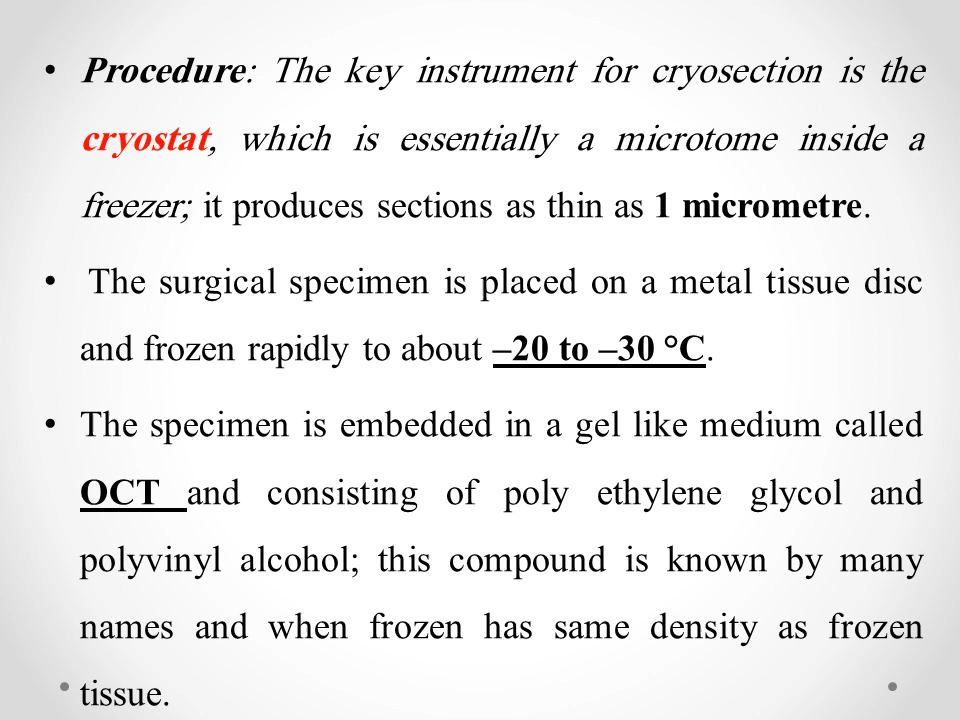 • Procedure: The key instrument for cryosection is the
cryostat, which is essentially a microtome inside a
freezer; it produces sections as thin as 1 micrometre.
• The surgical specimen is placed on a metal tissue disc
and frozen rapidly to about –20 to –30 °C.
• The specimen is embedded in a gel like medium called
OCT and consisting of poly ethylene glycol and
polyvinyl alcohol; this compound is known by many
names and when frozen has same density as frozen
tissue.